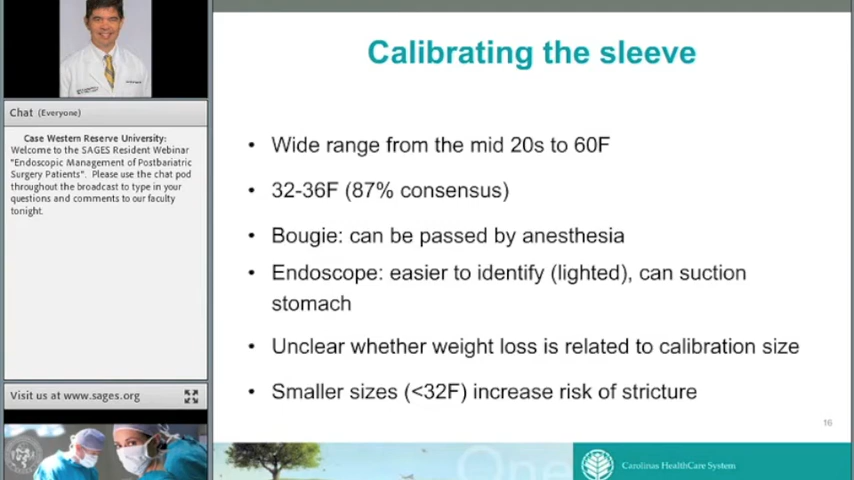 Calibrating the sleeve
• Wide range from the mid 20s to 60F
• 32-36F (87% consensus)
• Bougie: can be passed by anesthesia
• Endoscope: easier to identify (lighted), can suction
stomach
• Unclear whether weight loss is related to calibration size
• Smaller sizes (<32F) increase risk of stricture
16
Carolinas HealthCare System
Chat (Everyone)
Case Western Reserve University:
Welcome to the SAGES Resident Webinar
"Endoscopic Management of Postbariatric
Surgery Patients". Please use the chat pod
throughout the broadcast to type in your
questions and comments to our faculty
tonight.
Visit us at www.sages.org